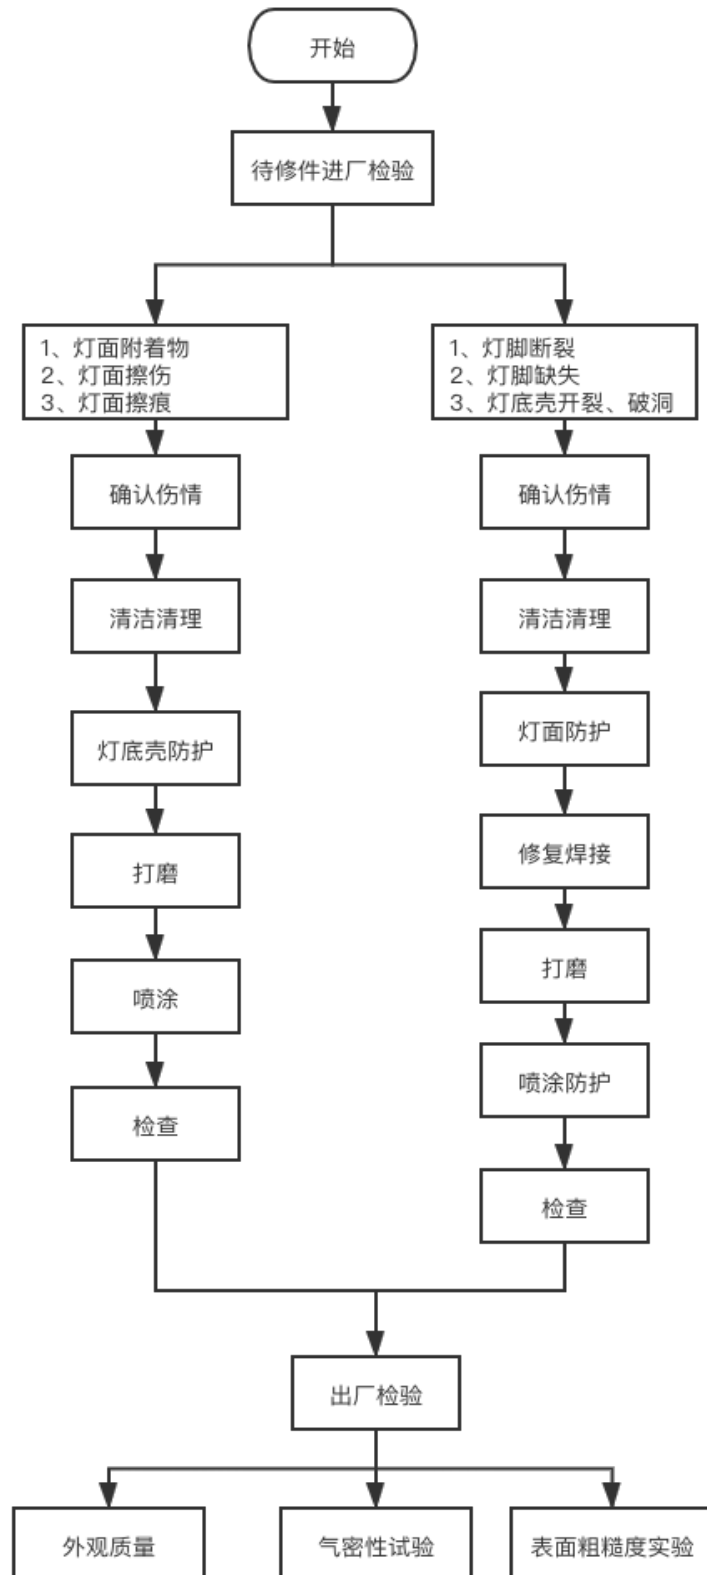 开始
待修件进厂检验
1、灯面附着物
2、灯面擦伤
3、灯面擦痕
确认伤情
清洁清理
灯底壳防护
打磨
喷涂
检查
1、灯脚断裂
2、灯脚缺失
3、灯底壳开裂、破洞
确认伤情
清洁清理
灯面防护
修复焊接
打磨
喷涂防护
检查
出厂检验
外观质量
气密性试验
表面粗糙度实验